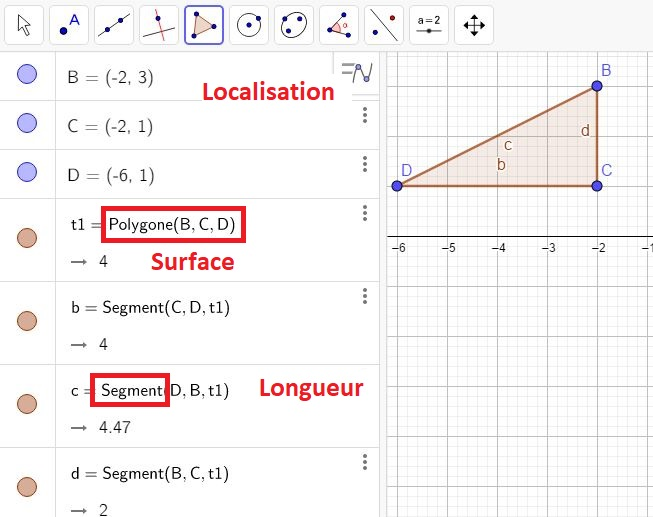 A
a = 2
B = (-2, 3)
Localisation
C = (-2, 1)
D = (-6, 1)
t1 = Polygone(B, C, D)
→ 4
Surface
b = Segment(C, D, t1)
→ 4
c = Segment(D, B, t1)
Longueur
→ 4.47
d = Segment(B, C, t1)
→ 2
B
d
c
b
D
C
-6 -5 -4 -3 -2 -1